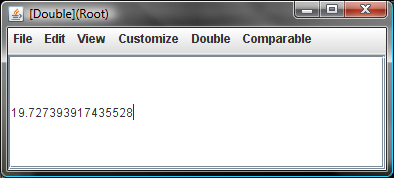 [Double](Root)
File Edit View Customize Double Comparable
19.727393917435528